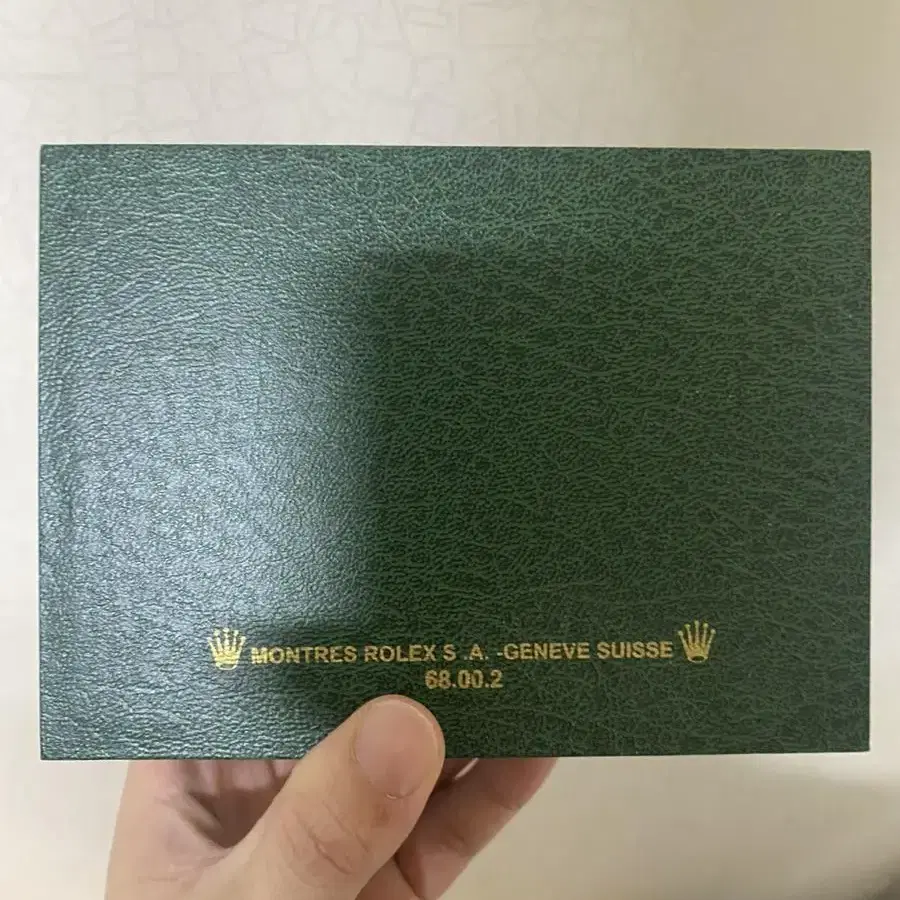 MONTRES ROLEX S .A. -GENEVE SUISSE
68.00.2